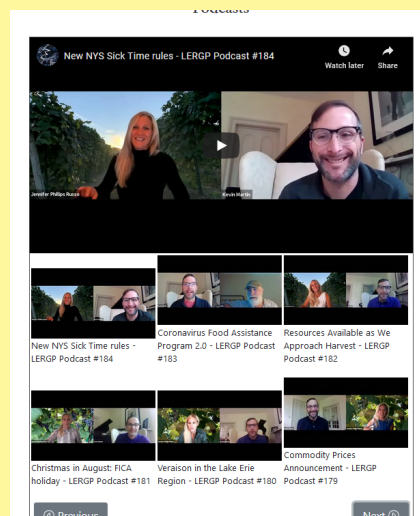 Podcasts
New NYS Sick Time rules - LERGP Podcast #184
Watch later
Share
Jennifer Phillips Russo
Kevin Martin
New NYS Sick Time rules -
LERGP Podcast #184
Coronavirus Food Assistance
Program 2.0 - LERGP Podcast
#183
Resources Available as We
Approach Harvest - LERGP
Podcast #182
Christmas in August: FICA
holiday - LERGP Podcast #181
Veraison in the Lake Erie
Region - LERGP Podcast #180
Commodity Prices
Announcement - LERGP
Podcast #179
Previous
Next